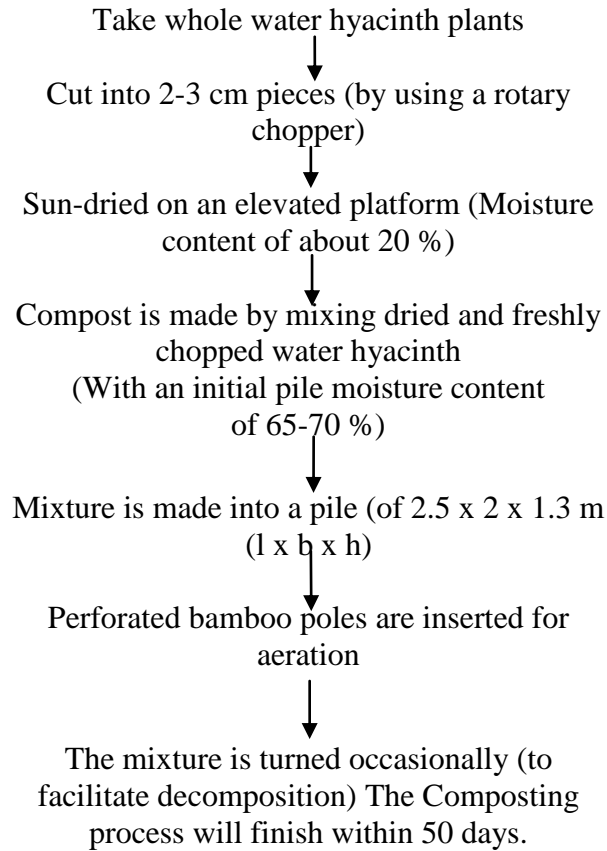 Take whole water hyacinth plants
Cut into 2-3 cm pieces (by using a rotary
chopper)
Sun-dried on an elevated platform (Moisture
content of about 20 %)
Compost is made by mixing dried and freshly
chopped water hyacinth
(With an initial pile moisture content
of 65-70 %)
Mixture is made into a pile (of 2.5 x 2 x 1.3 m
(l x b x h)
Perforated bamboo poles are inserted for
aeration
The mixture is turned occasionally (to
facilitate decomposition) The Composting
process will finish within 50 days.